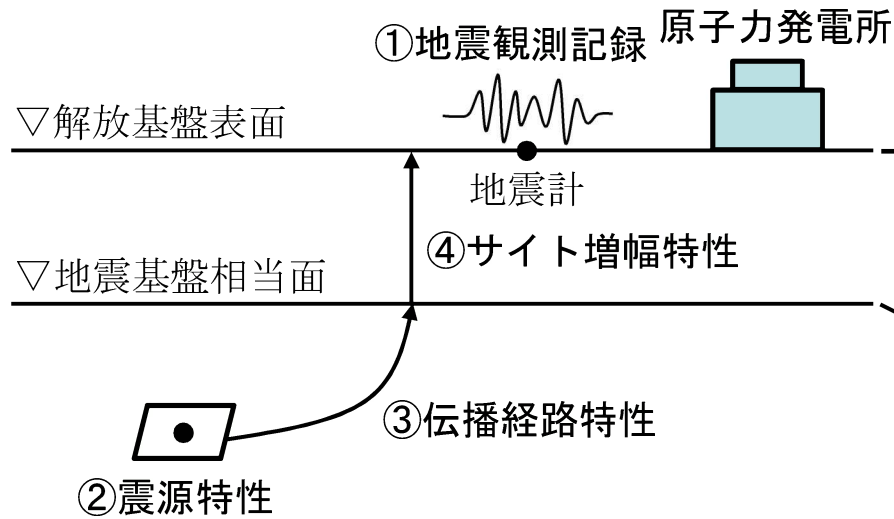 ①地震観測記録
原子力発電所
▽解放基盤表面
地震計
④サイト増幅特性
▽地震基盤相当面
③伝播経路特性
②震源特性